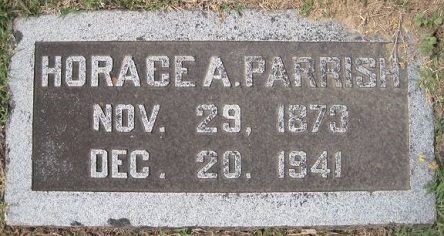 HORACE A. PARRISH
NOV. 29, 1873
DEC. 20. 1941